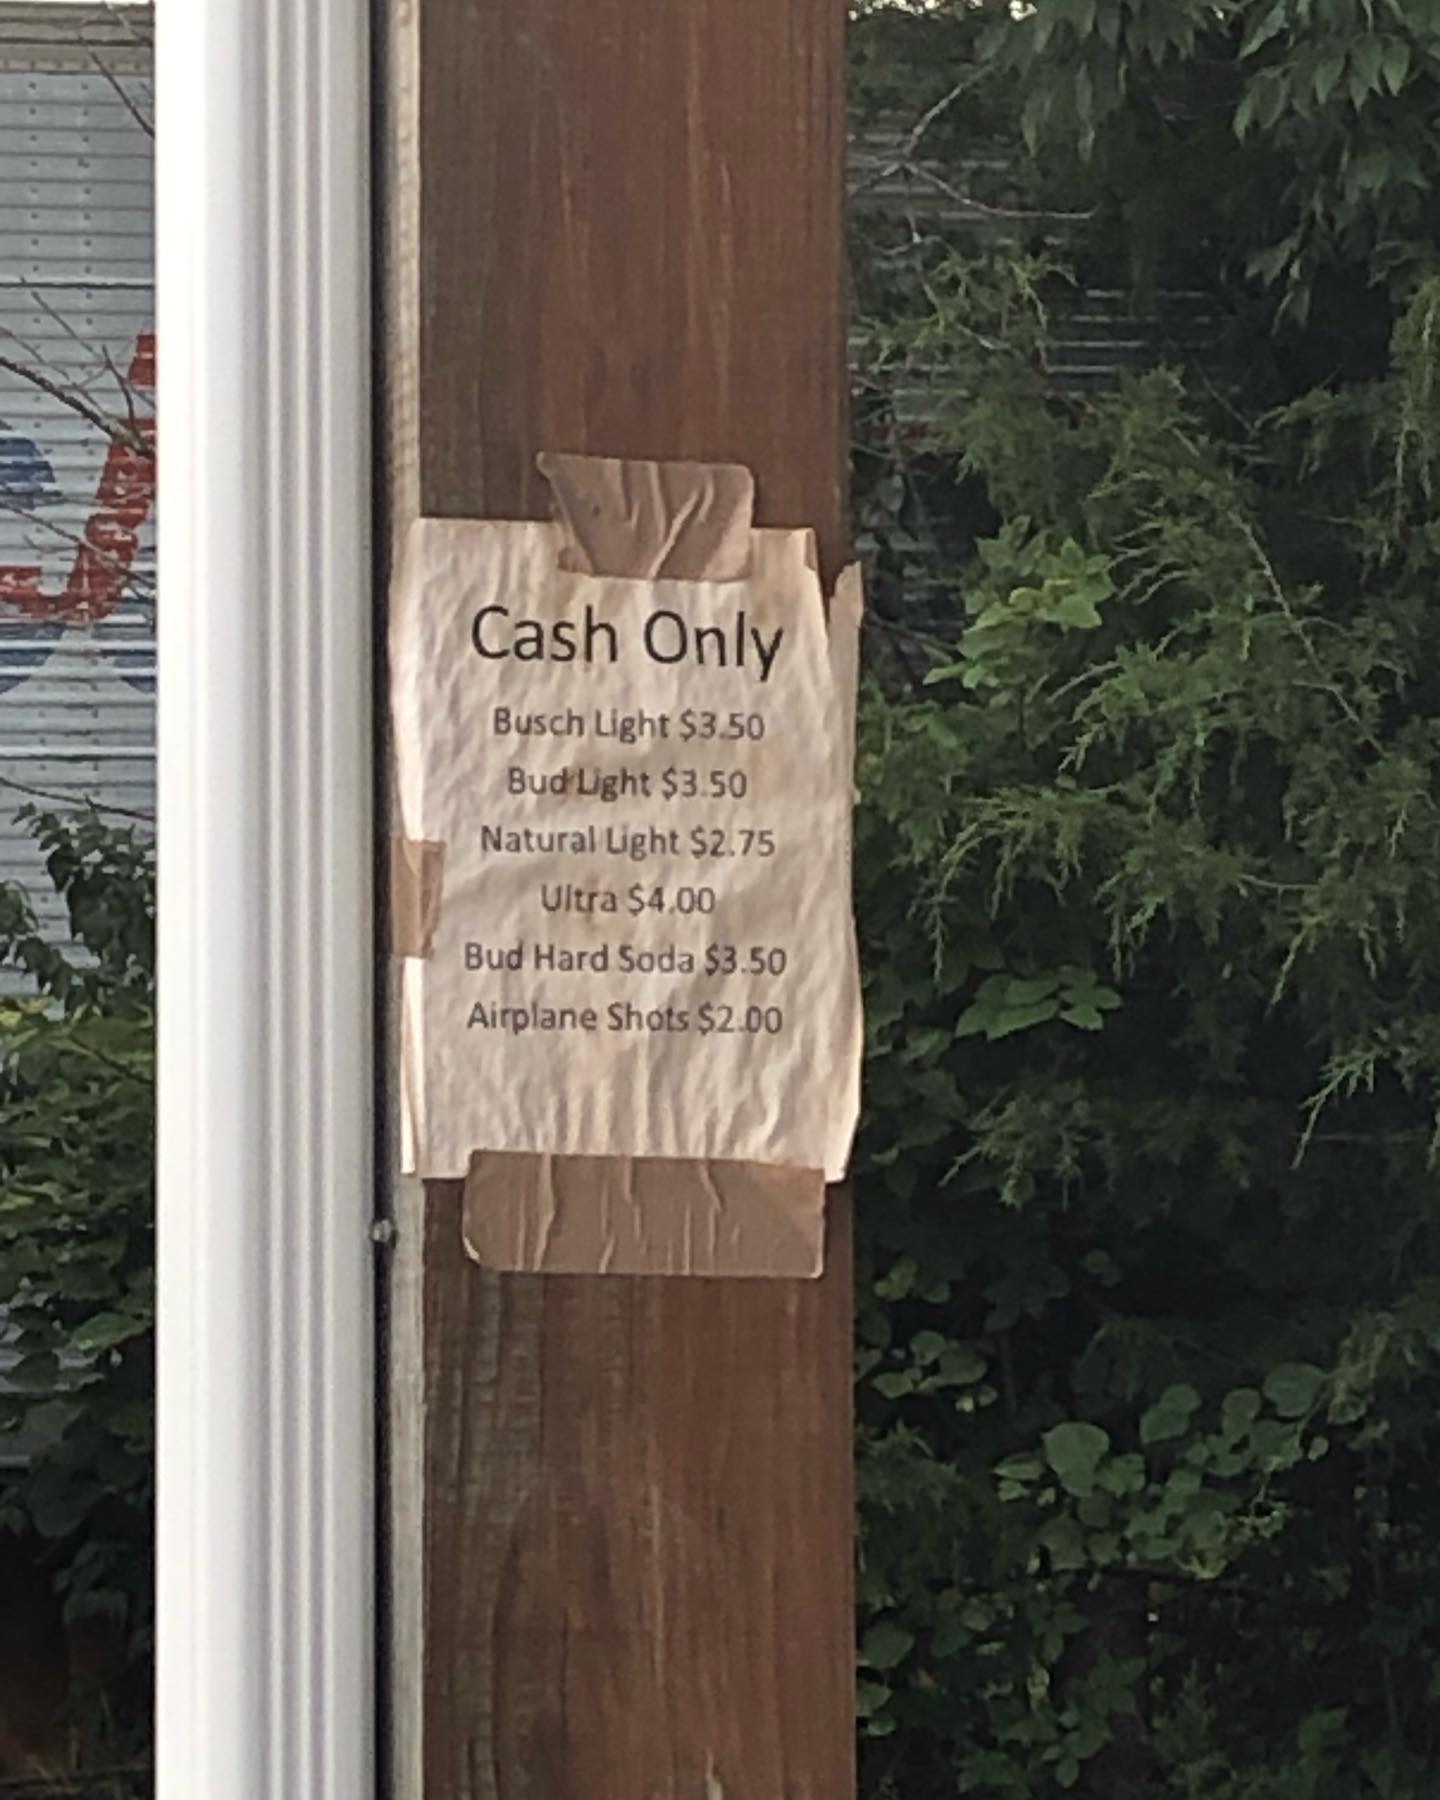 Cash Only
Busch Light $3.50
Bud Light $3.50
Natural Light $2.75
Ultra $4.00
Bud Hard Soda $3.50
Airplane Shots $2.00